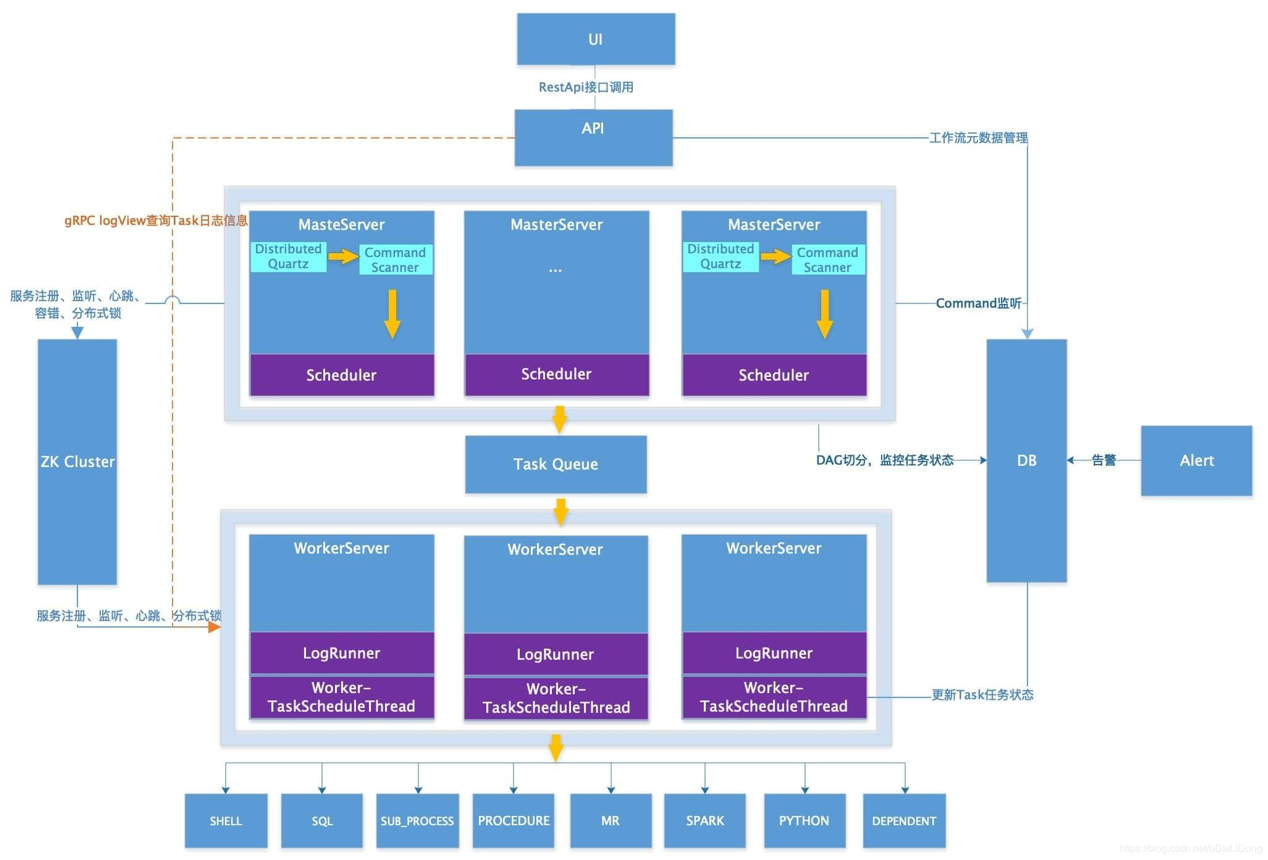 UI
RestApi接口调用
API
工作流元数据管理
gRPC logView查询Task日志信息
MasteServer
Distributed
Quartz
Command
Scanner
Scheduler
MasterServer
...
Scheduler
MasterServer
Distributed
Quartz
Command
Scanner
Scheduler
服务注册、监听、心跳、
容错、分布式锁
Command监听
ZK Cluster
Task Queue
DAG切分，监控任务状态
DB
告警
Alert
服务注册、监听、心跳、分布式锁
WorkerServer
LogRunner
Worker-
TaskScheduleThread
WorkerServer
LogRunner
Worker-
TaskScheduleThread
WorkerServer
LogRunner
Worker-
TaskScheduleThread
更新Task任务状态
SHELL
SQL
SUB_PROCESS
PROCEDURE
MR
SPARK
PYTHON
DEPENDENT